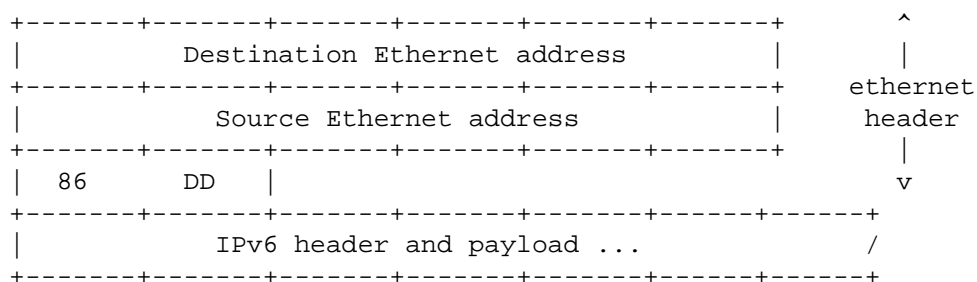 +-------+-------+-------+-------+-------+-------+ ^
| Destination Ethernet address | |
+-------+-------+-------+-------+-------+-------+ ethernet
| Source Ethernet address | header
+-------+-------+-------+-------+-------+-------+ |
| 86 DD | v
+-------+-------+-------+-------+-------+------+------+
| IPv6 header and payload ... /
+-------+-------+-------+-------+-------+------+------+